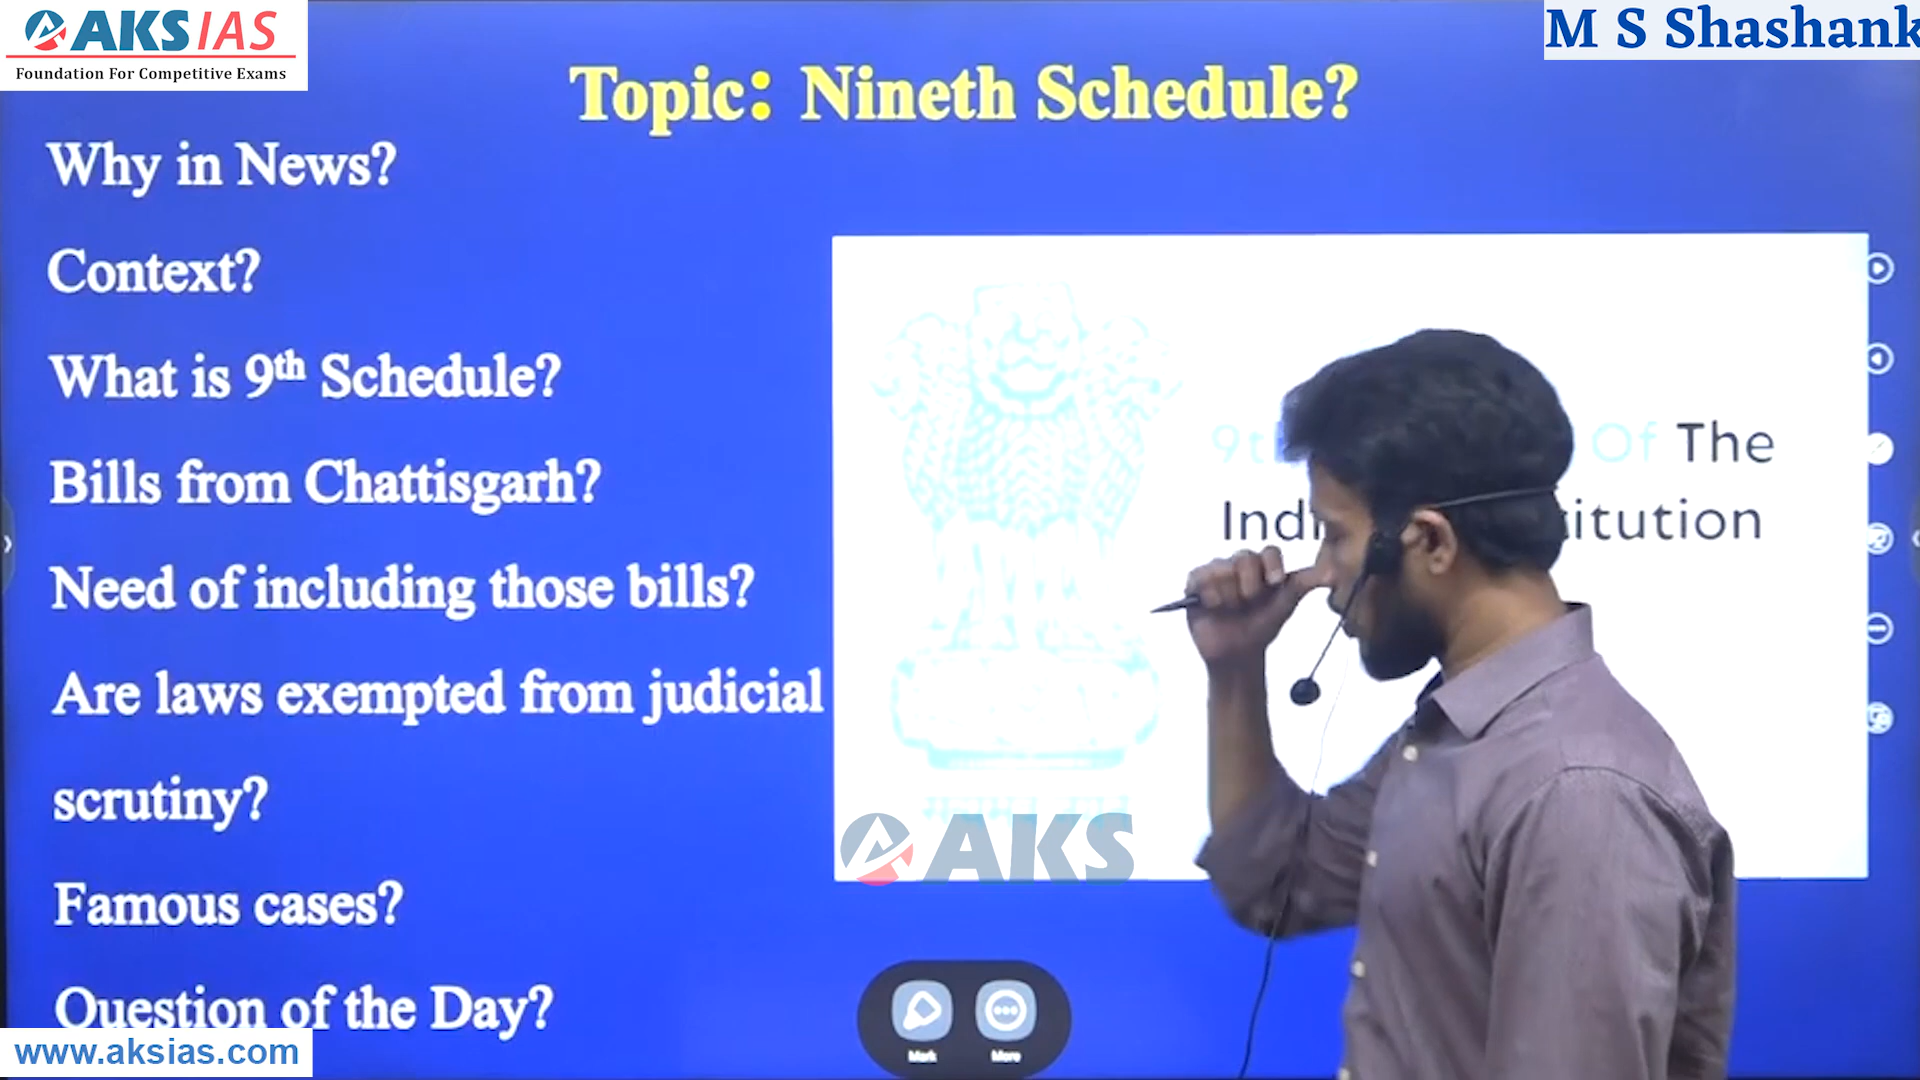 AKS IAS
Foundation For Competitive Exams
M S Shashank
Topic: Nineth Schedule?
Why in News?
Context?
What is 9th Schedule?
Bills from Chattisgarh?
Need of including those bills?
Are laws exempted from judicial
scrutiny?
Famous cases?
Question of the Day?
Of The
AKS
Mark
More
www.aksias.com